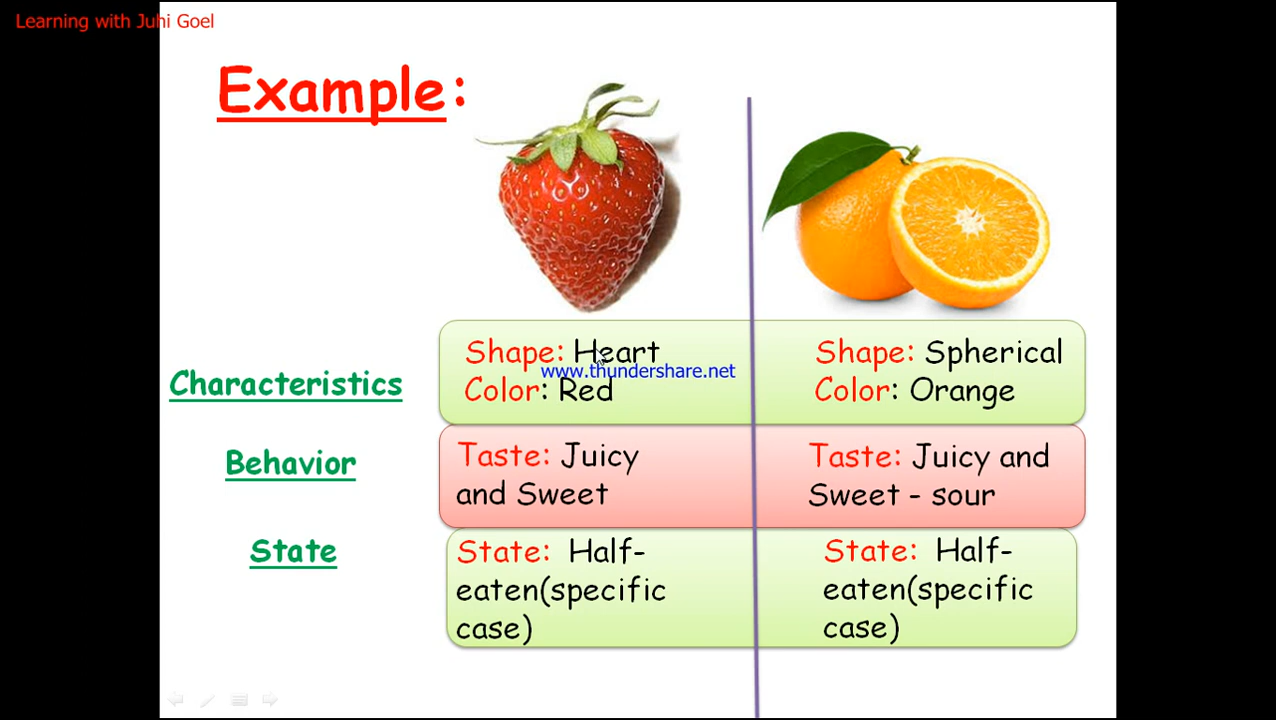 Learning with Juhi Goel
Example:
Characteristics
Shape: Heart
www.thundershare.net
Color: Red
Shape: Spherical
Color: Orange
Behavior
Taste: Juicy
and Sweet
Taste: Juicy and
Sweet - sour
State
State: Half-
eaten(specific
case)
State: Half-
eaten(specific
case)